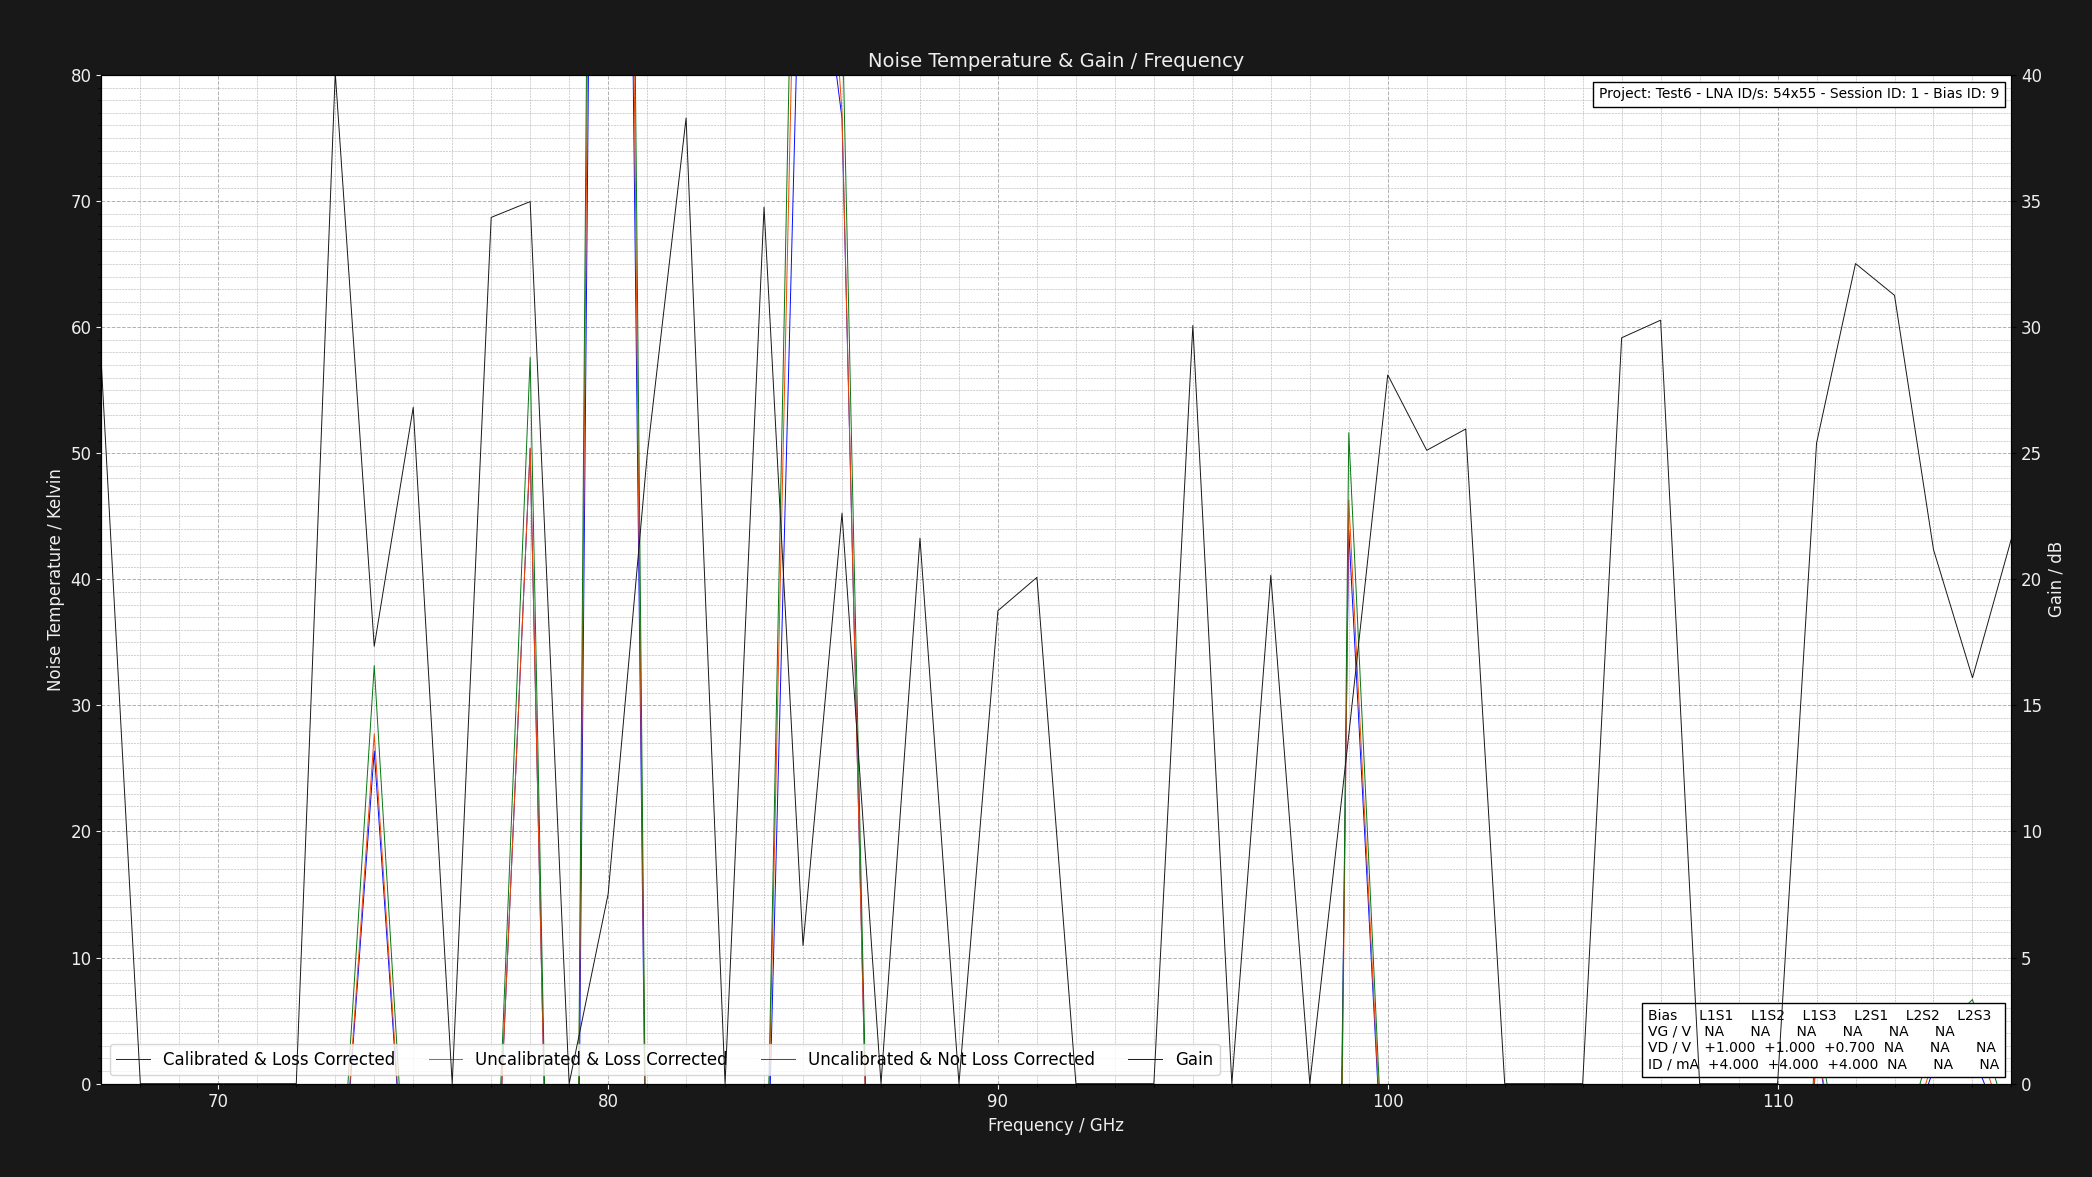 Noise Temperature & Gain / Frequency
Project: Test6 - LNA ID/s: 54x55 - Session ID: 1 - Bias ID: 9
80
70
60
50
40
30
20
10
0
Noise Temperature / Kelvin
40
35
30
25
20
15
10
5
0
Gain / dB
Bias L1S1 L1S2 L1S3 L2S1 L2S2 L2S3
VG / V NA NA NA NA NA NA
VD / V +1.000 +1.000 +0.700 NA NA NA
ID / mA +4.000 +4.000 +4.000 NA NA NA
Calibrated & Loss Corrected Uncalibrated & Loss Corrected Uncalibrated & Not Loss Corrected Gain
70 80 90 100 110
Frequency / GHz